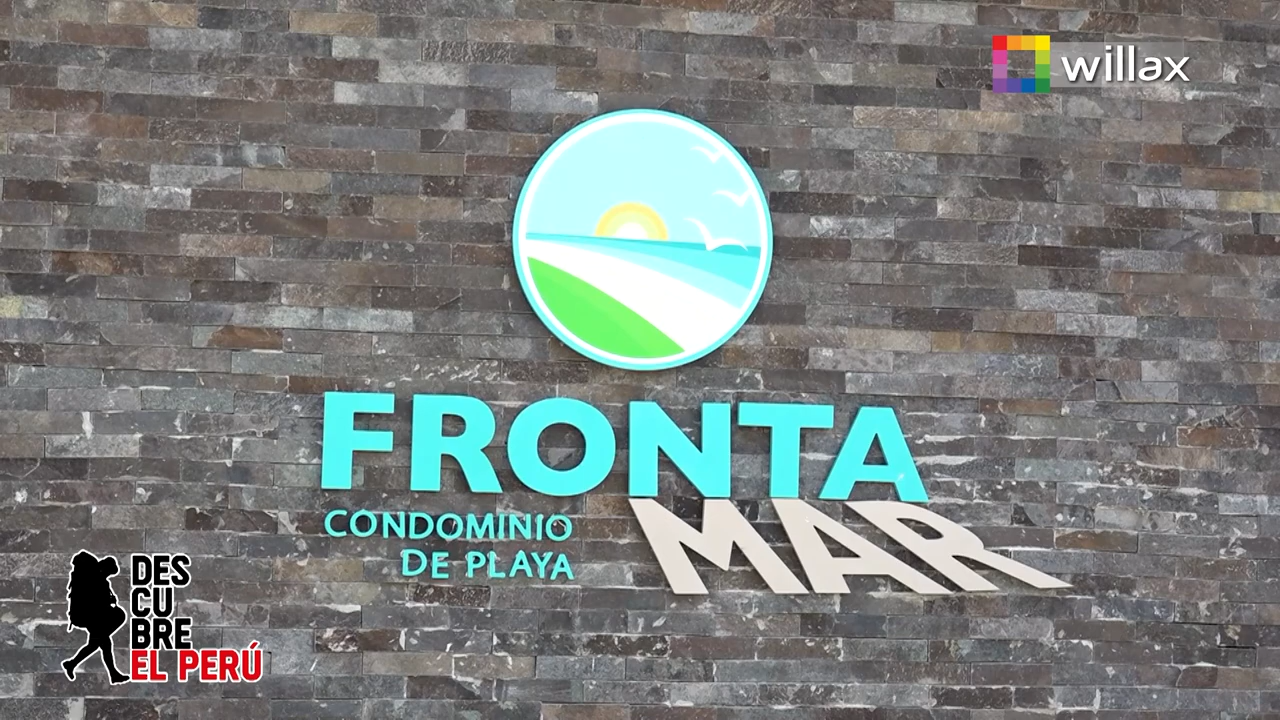 willax
FRONTA
MAR
CONDOMINIO
DE PLAYA
DES
CU
BRE
EL PERÚ